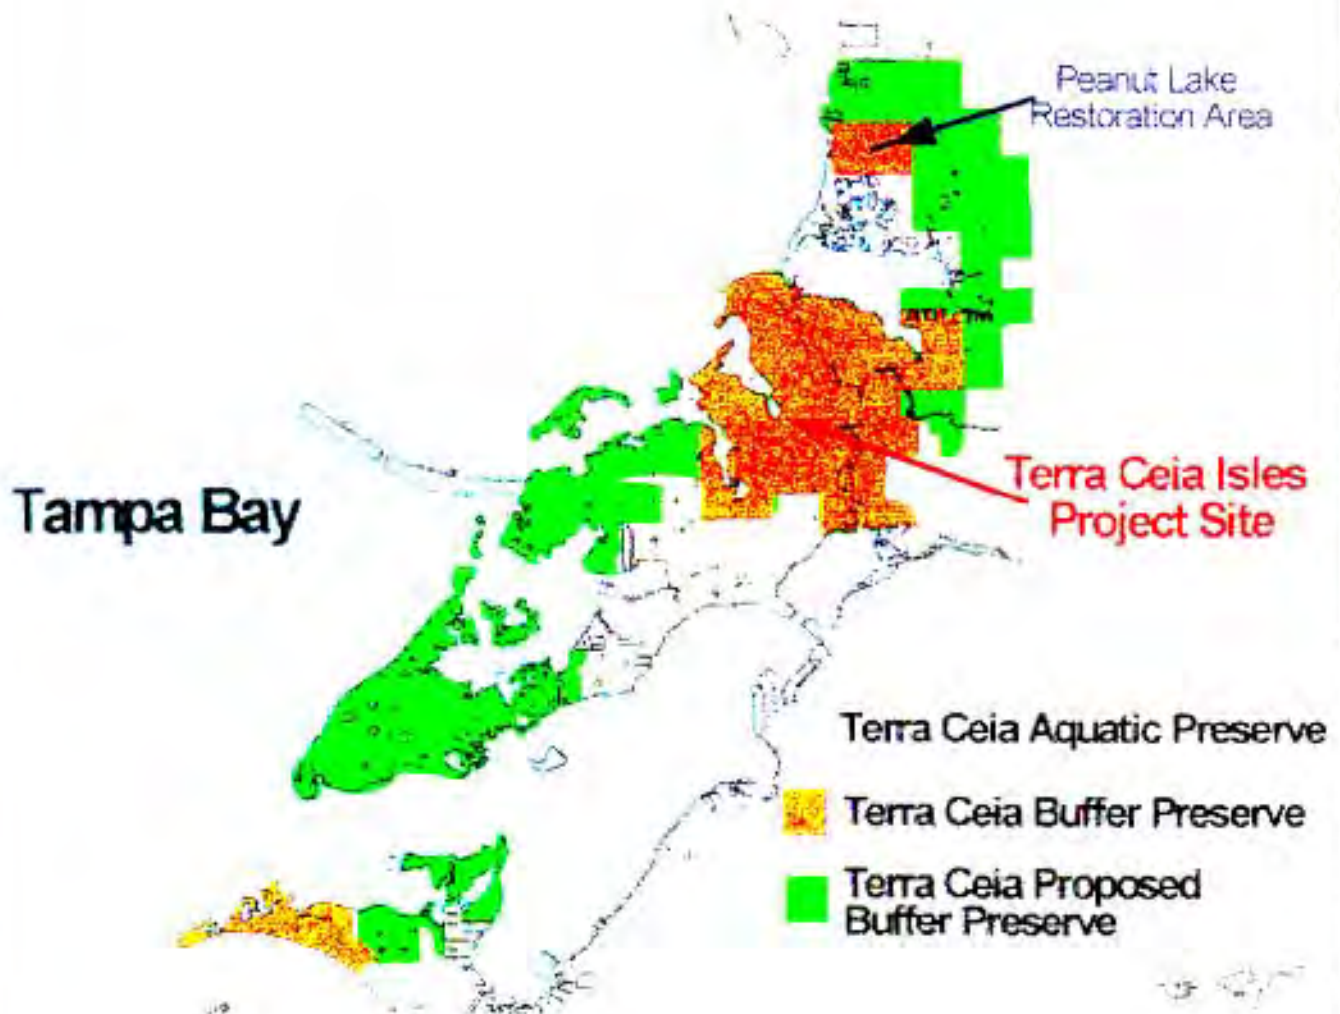 Peanut Lake
Restoration Area
Tampa Bay
Terra Ceia Isles
Project Site
Terra Ceia Aquatic Preserve
Terra Ceia Buffer Preserve
Terra Ceia Proposed
Buffer Preserve